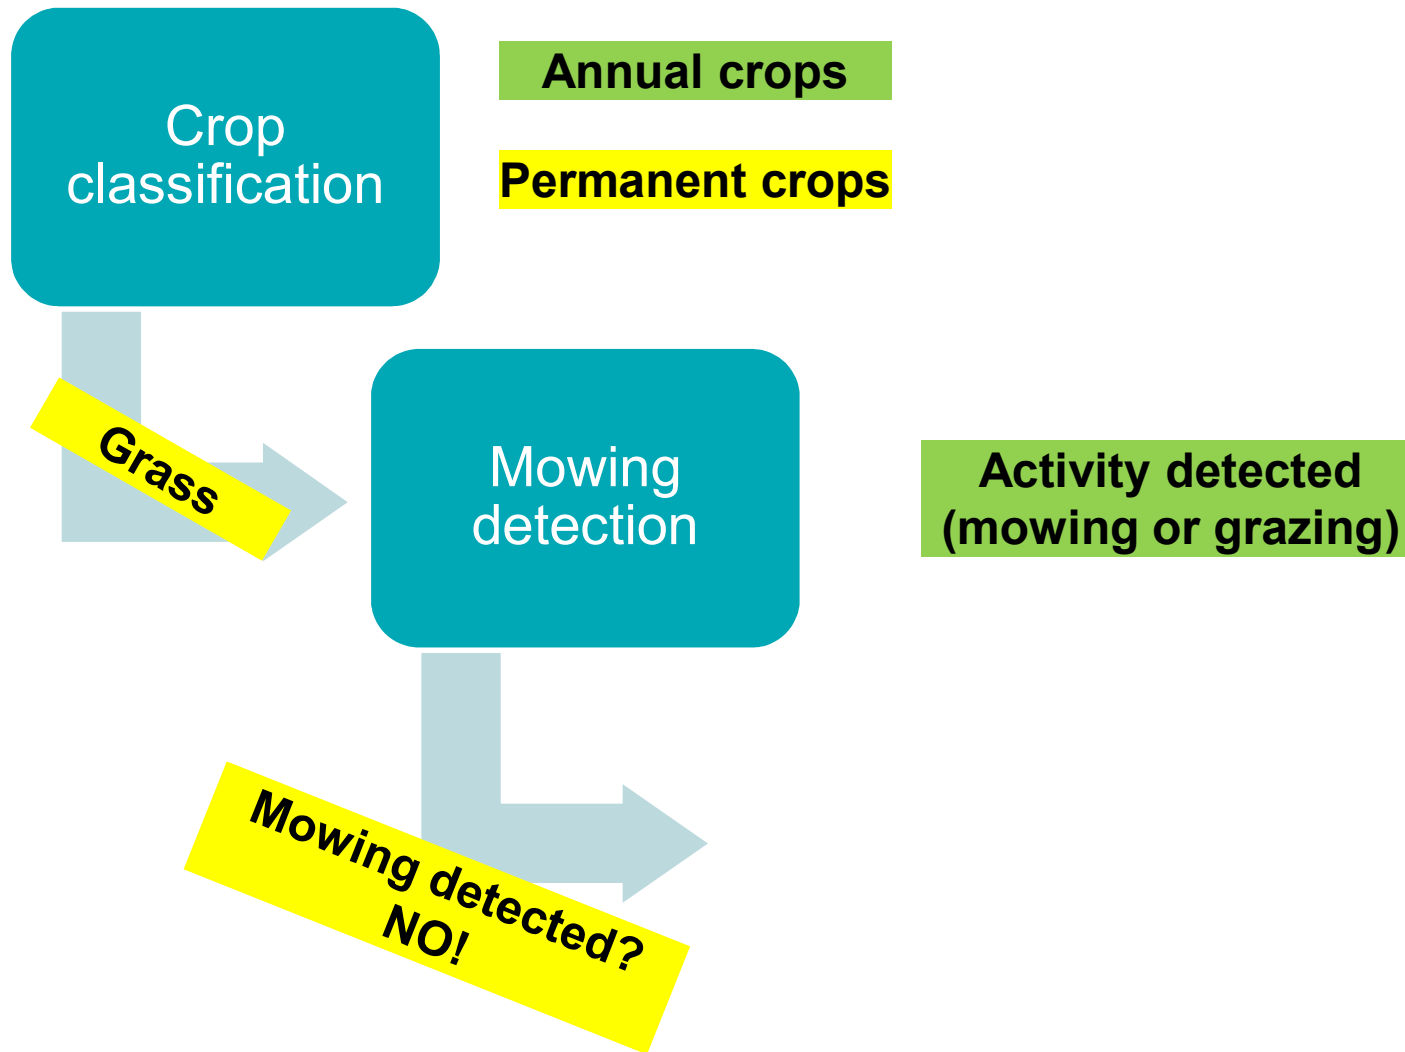 Crop
classification
Annual crops
Permanent crops
Grass
Mowing
detection
Activity detected
(mowing or grazing)
Mowing detected?
NO!